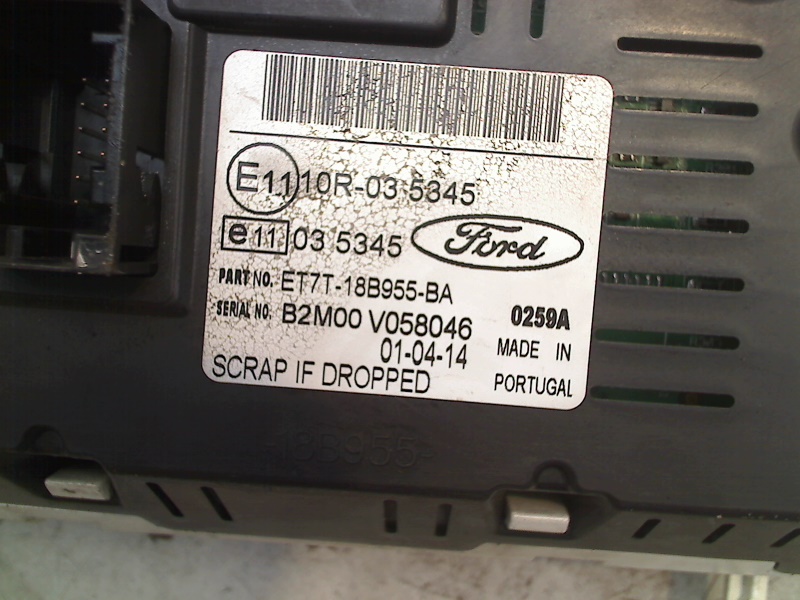 E11 10R-03 5345
e11 03 5345 Ford
PART NO. ET7T-18B955-BA
SERIAL NO. B2M00 V058046 0259A
01-04-14 MADE IN
SCRAP IF DROPPED PORTUGAL
18B955-